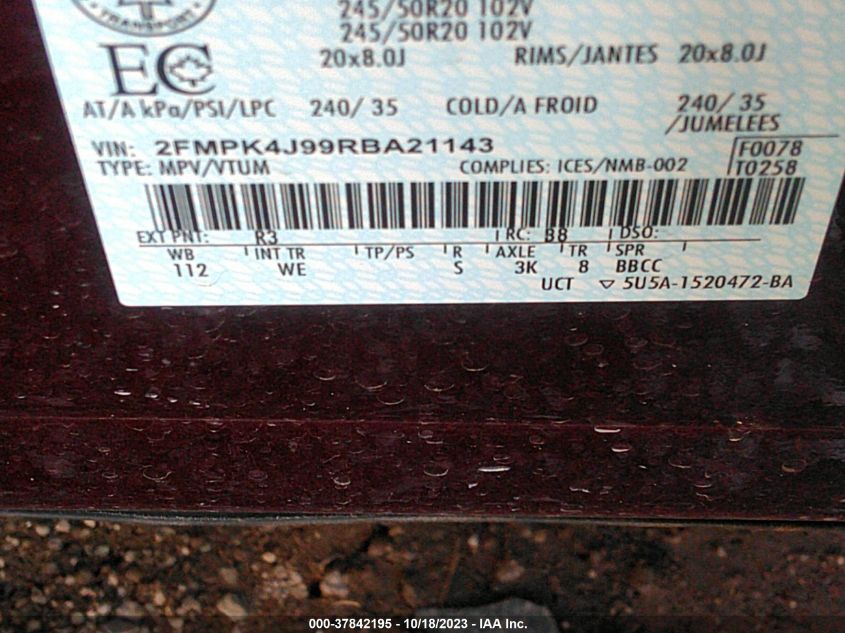 TRANSPORT
245/50R20 102V
245/50R20 102V
EC
20x8.0J RIMS/JANTES 20x8.0J
AT/A kPa/PSI/LPC 240/ 35 COLD/A FROID 240/ 35
/JUMELEES
VIN: 2FMPK4J99RBA21143 F0078
TYPE: MPV/VTUM COMPLIES: ICES/NMB-002 T0258
EXT PNT: R3 RC: B8 DSO:
WB INT TR TP/PS R AXLE TR SPR
112 WE S 3K 8 BBCC
UCT ▽ 5U5A-1520472-BA
000-37842195 - 10/18/2023 - IAA Inc.